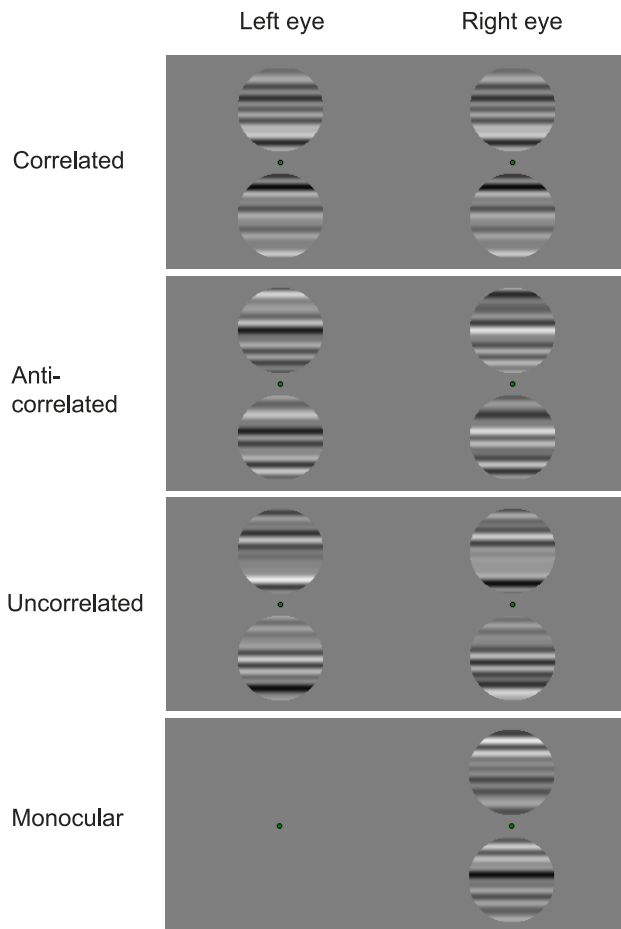 Left eye
Right eye
Correlated
Anti-
correlated
Uncorrelated
Monocular